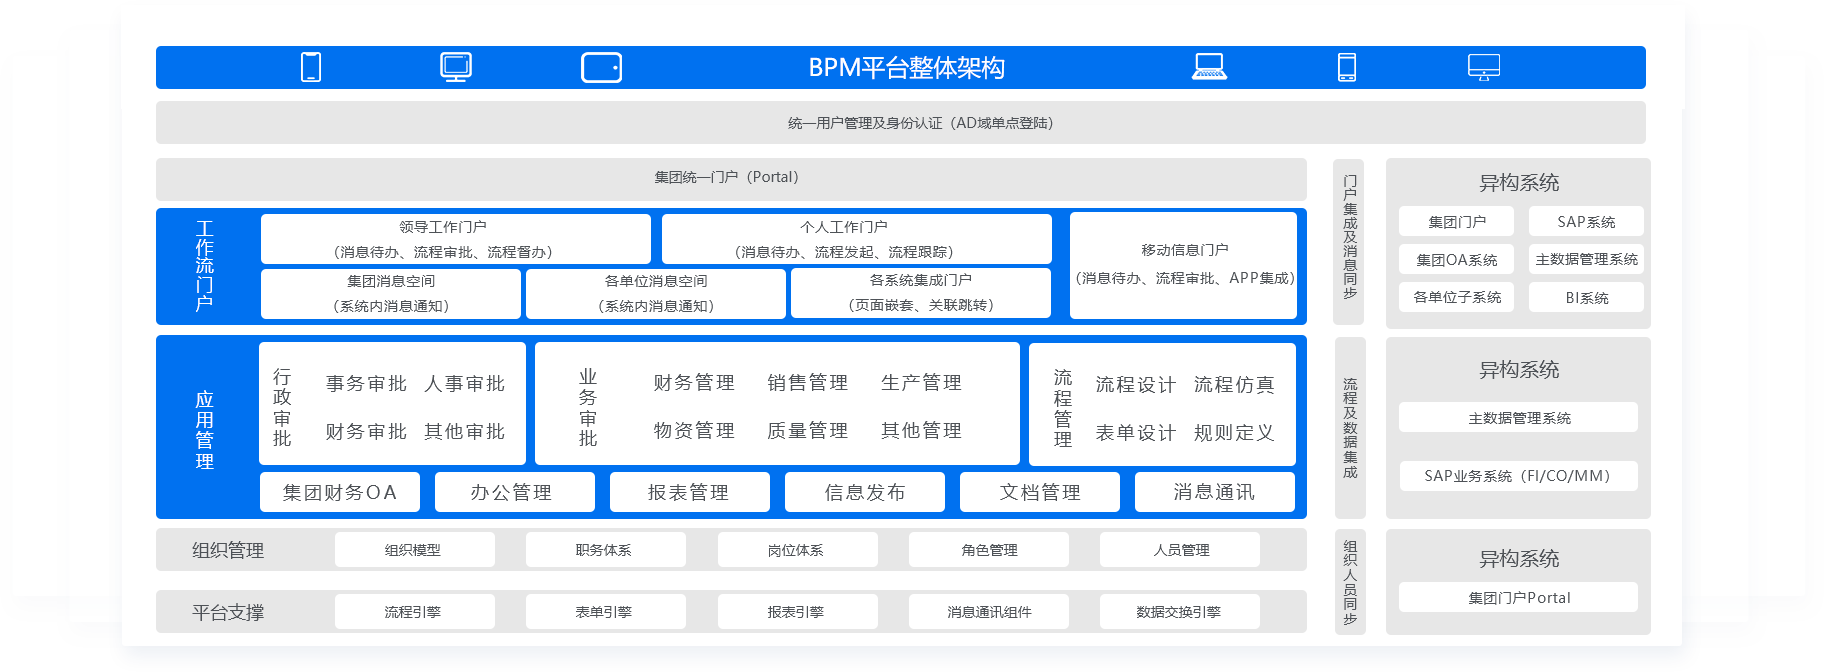 BPM平台整体架构
统一用户管理及身份认证（AD域单点登陆）
集团统一门户（Portal）
工作流门户
领导工作门户
（消息待办、流程审批、流程督办）
个人工作门户
（消息待办、流程发起、流程跟踪）
移动信息门户
（消息待办、流程审批、APP集成）
集团消息空间
（系统内消息通知）
各单位消息空间
（系统内消息通知）
各系统集成门户
（页面嵌套、关联跳转）
门户集成及消息同步
异构系统
集团门户
SAP系统
集团OA系统
主数据管理系统
各单位子系统
BI系统
应用管理
行政审批
事务审批
人事审批
财务审批
其他审批
业务审批
财务管理
销售管理
生产管理
物资管理
质量管理
其他管理
流程管理
流程设计
流程仿真
表单设计
规则定义
集团财务OA
办公管理
报表管理
信息发布
文档管理
消息通讯
流程及数据集成
异构系统
主数据管理系统
SAP业务系统（FI/CO/MM）
组织管理
组织模型
职务体系
岗位体系
角色管理
人员管理
平台支撑
流程引擎
表单引擎
报表引擎
消息通讯组件
数据交换引擎
组织人员同步
异构系统
集团门户Portal